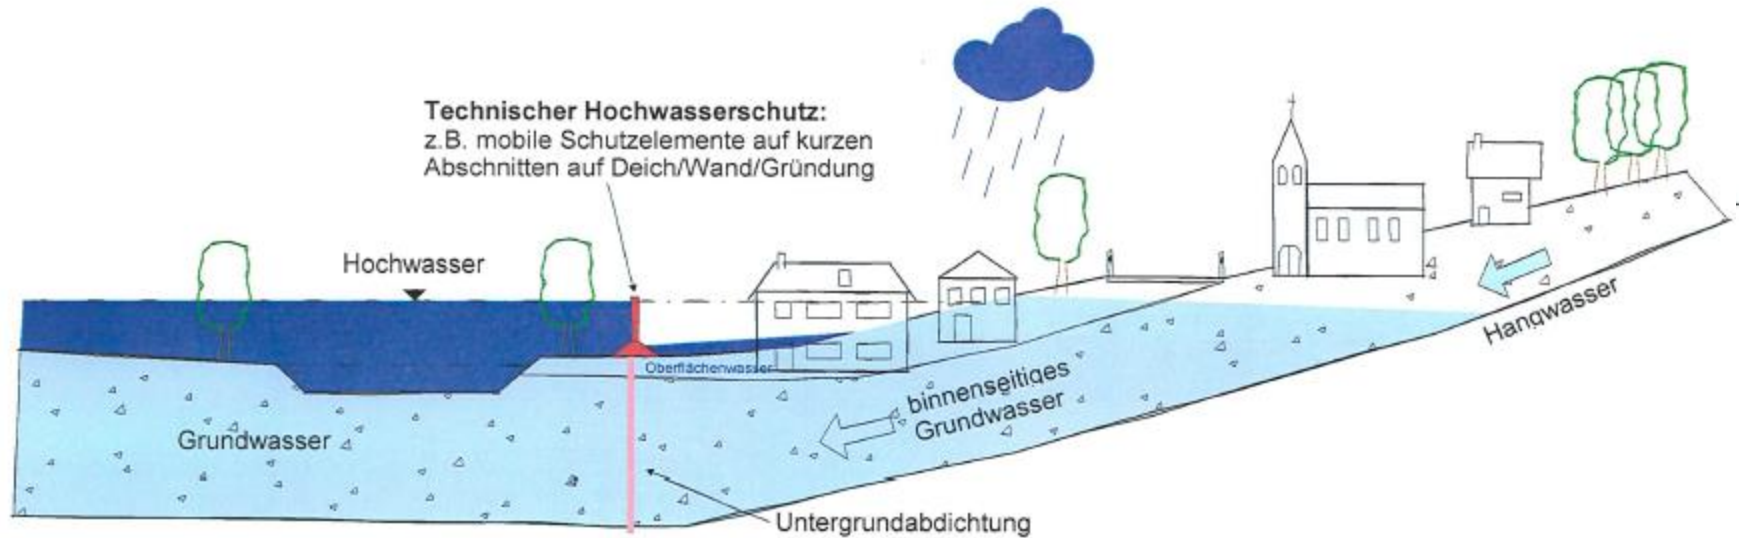 Technischer Hochwasserschutz:
z.B. mobile Schutzelemente auf kurzen
Abschnitten auf Deich/Wand/Gründung
Hochwasser
Oberflächenwasser
Hangwasser
binnenseitiges
Grundwasser
Grundwasser
Untergrundabdichtung